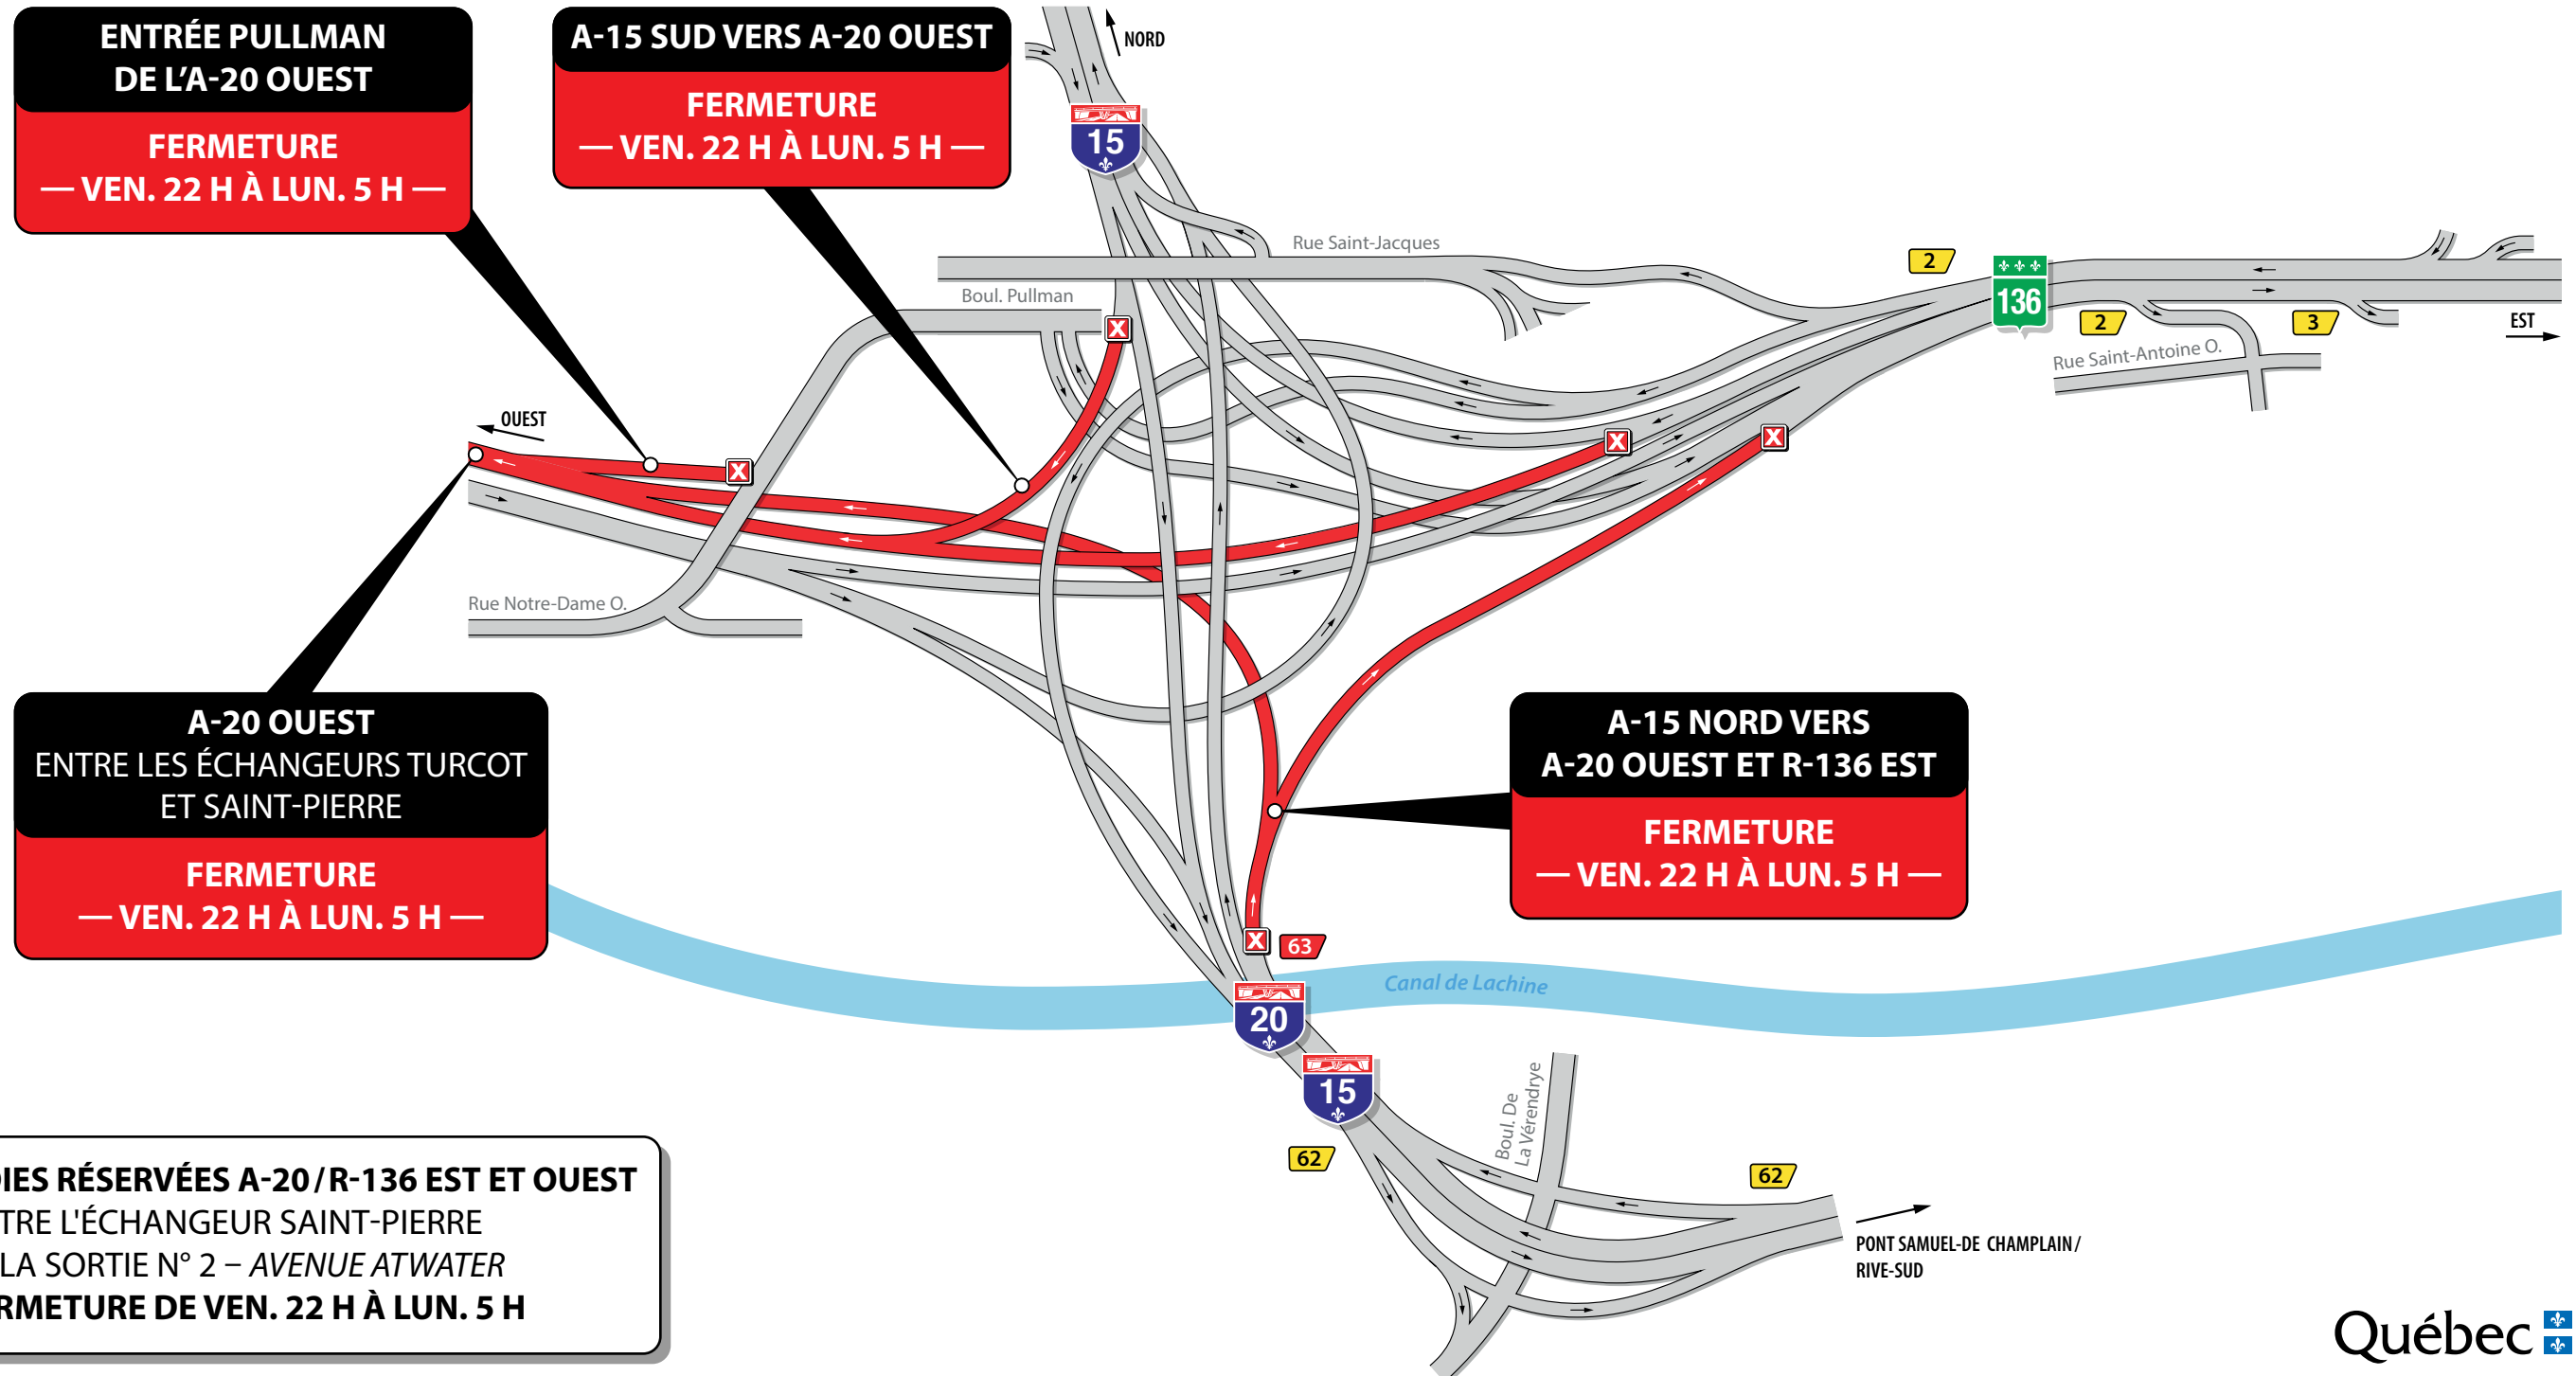 ENTRÉE PULLMAN
DE L'A-20 OUEST
FERMETURE
— VEN. 22 H À LUN. 5 H —
A-15 SUD VERS A-20 OUEST
FERMETURE
— VEN. 22 H À LUN. 5 H —
NORD
15
Rue Saint-Jacques
2
136
2
3
EST
Rue Saint-Antoine O.
Boul. Pullman
X
X
X
X
OUEST
Rue Notre-Dame O.
A-20 OUEST
ENTRE LES ÉCHANGEURS TURCOT
ET SAINT-PIERRE
FERMETURE
— VEN. 22 H À LUN. 5 H —
A-15 NORD VERS
A-20 OUEST ET R-136 EST
FERMETURE
— VEN. 22 H À LUN. 5 H —
X
63
Canal de Lachine
20
15
Boul. De
La Vérendrye
62
62
PONT SAMUEL-DE CHAMPLAIN/
RIVE-SUD
RÉSERVÉES A-20/R-136 EST ET OUEST
L'ÉCHANGEUR SAINT-PIERRE
LA SORTIE N° 2 – AVENUE ATWATER
DE VEN. 22 H À LUN. 5 H
Québec